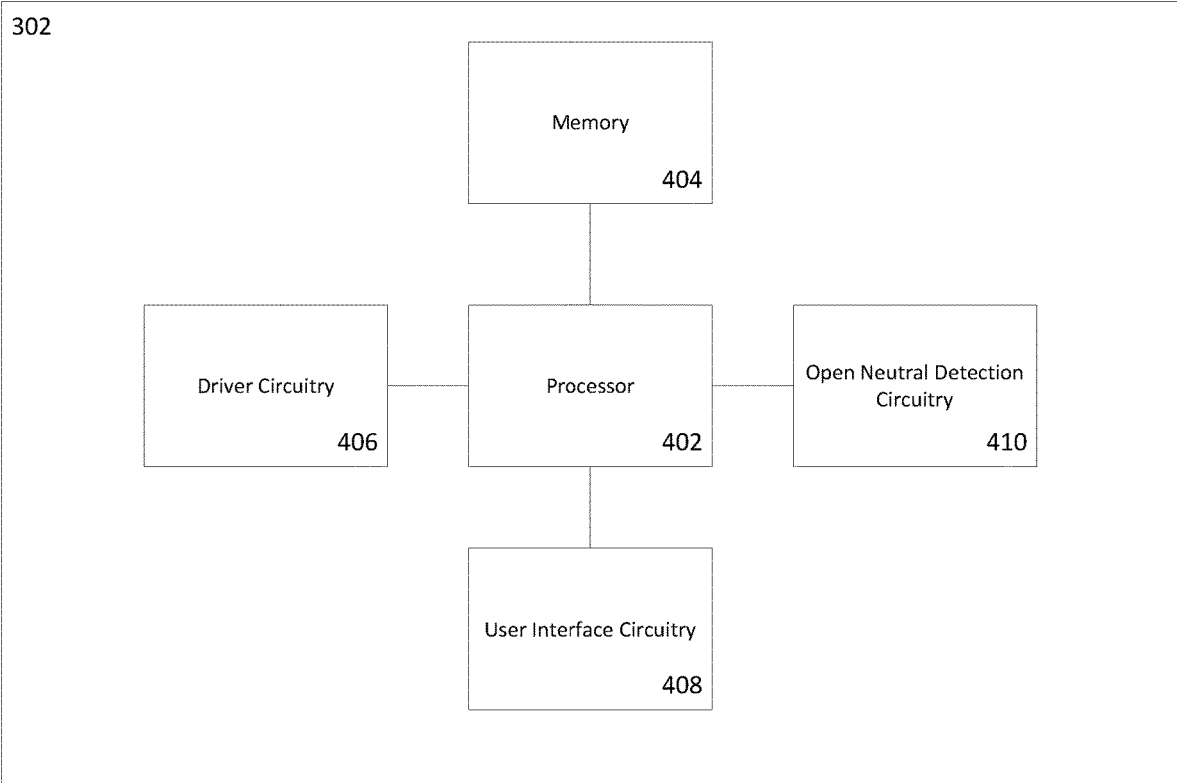 302
Memory
404
Driver Circuitry
406
Processor
402
Open Neutral Detection
Circuitry
410
User Interface Circuitry
408